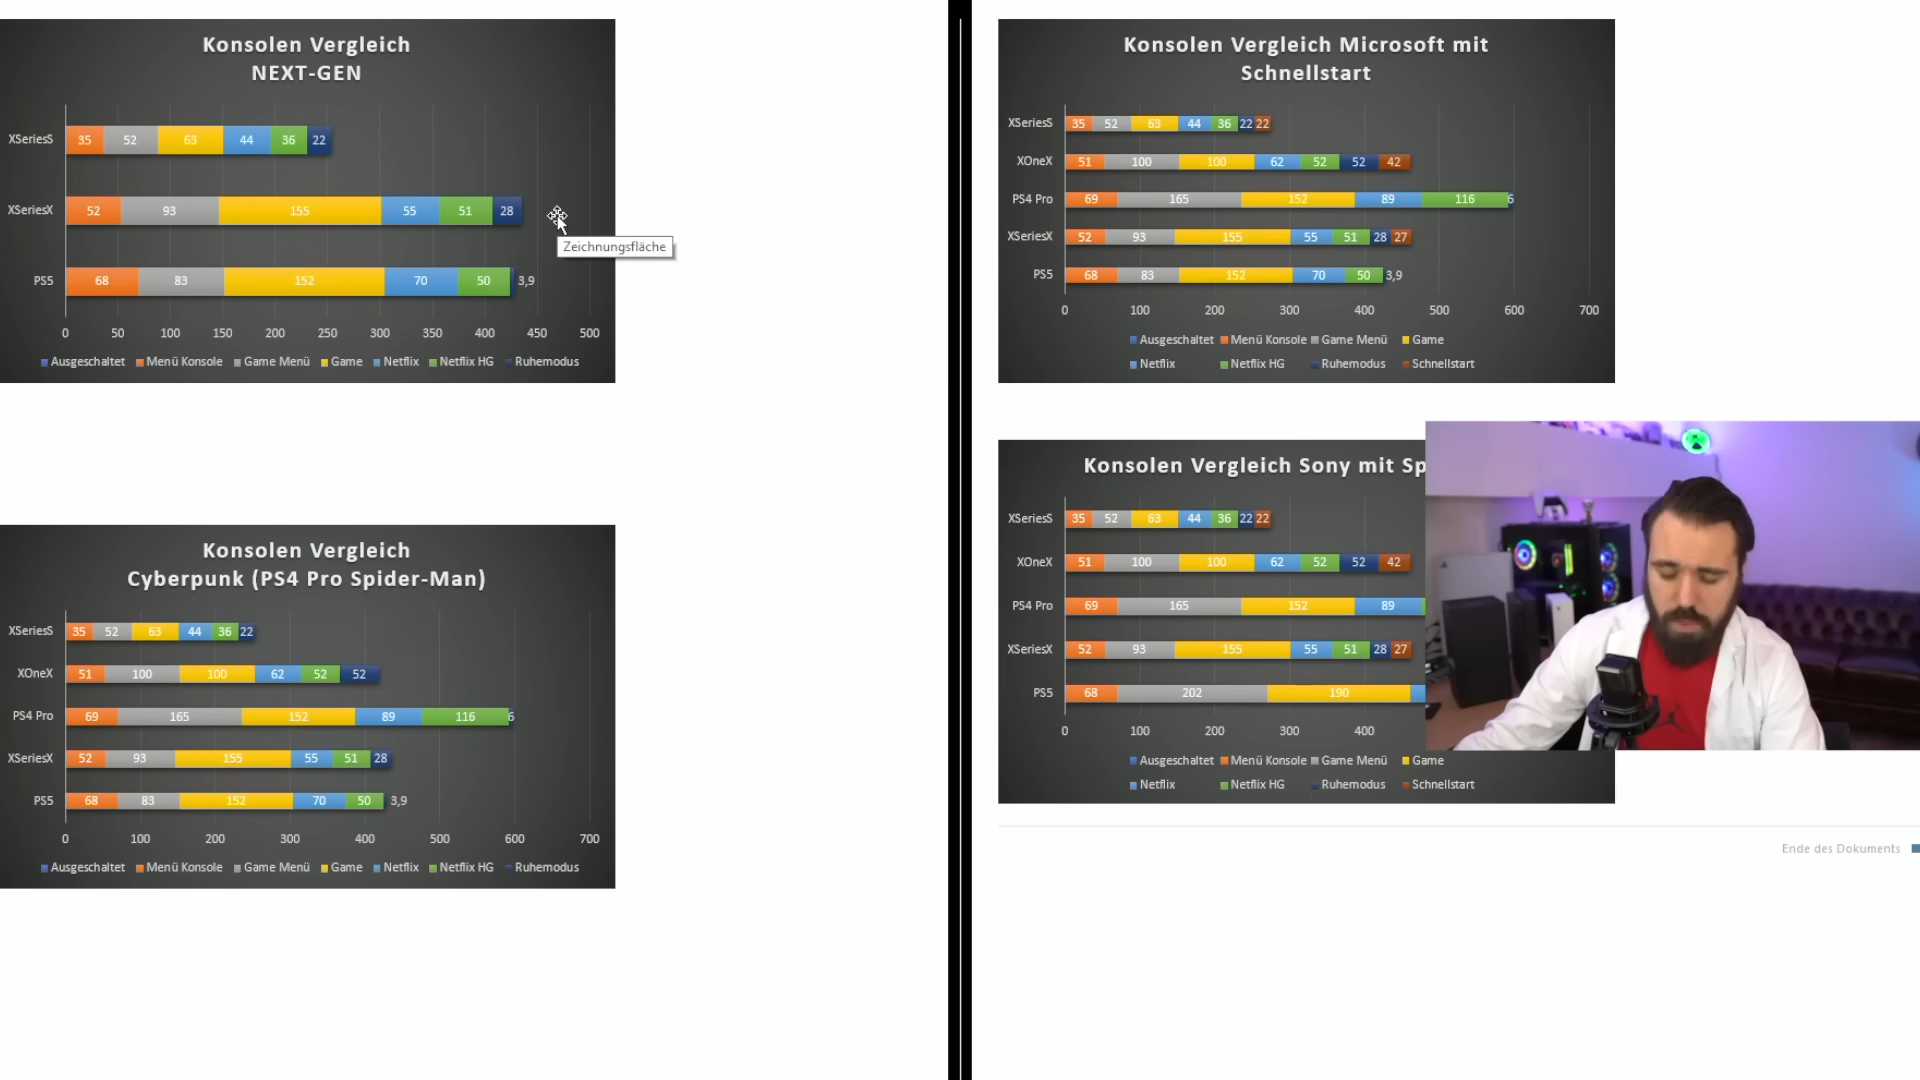 Konsolen Vergleich
NEXT-GEN
XSeriesS 35 52 63 44 36 22
XSeriesX 52 93 155 55 51 28
Zeichnungsfläche
PS5 68 83 152 70 50 3,9
0 50 100 150 200 250 300 350 400 450 500
Ausgeschaltet Menü Konsole Game Menü Game Netflix Netflix HG Ruhemodus
Konsolen Vergleich
Cyberpunk (PS4 Pro Spider-Man)
XSeriesS 35 52 63 44 36 22
XOneX 51 100 100 62 52 52
PS4 Pro 69 165 152 89 116 6
XSeriesX 52 93 155 55 51 28
PS5 68 83 152 70 50 3,9
0 100 200 300 400 500 600 700
Ausgeschaltet Menü Konsole Game Menü Game Netflix Netflix HG Ruhemodus
Konsolen Vergleich Microsoft mit
Schnellstart
XSeriesS 35 52 63 44 36 22 22
XOneX 51 100 100 62 52 52 42
PS4 Pro 69 165 152 89 116 6
XSeriesX 52 93 155 55 51 28 27
PS5 68 83 152 70 50 3,9
0 100 200 300 400 500 600 700
Ausgeschaltet Menü Konsole Game Menü Game
Netflix Netflix HG Ruhemodus Schnellstart
Konsolen Vergleich Sony mit Sp
XSeriesS 35 52 63 44 36 22 22
XOneX 51 100 100 62 52 52 42
PS4 Pro 69 165 152 89
XSeriesX 52 93 155 55 51 28 27
PS5 68 202 190
0 100 200 300 400
Ausgeschaltet Menü Konsole Game Menü Game
Netflix Netflix HG Ruhemodus Schnellstart
Ende des Dokuments